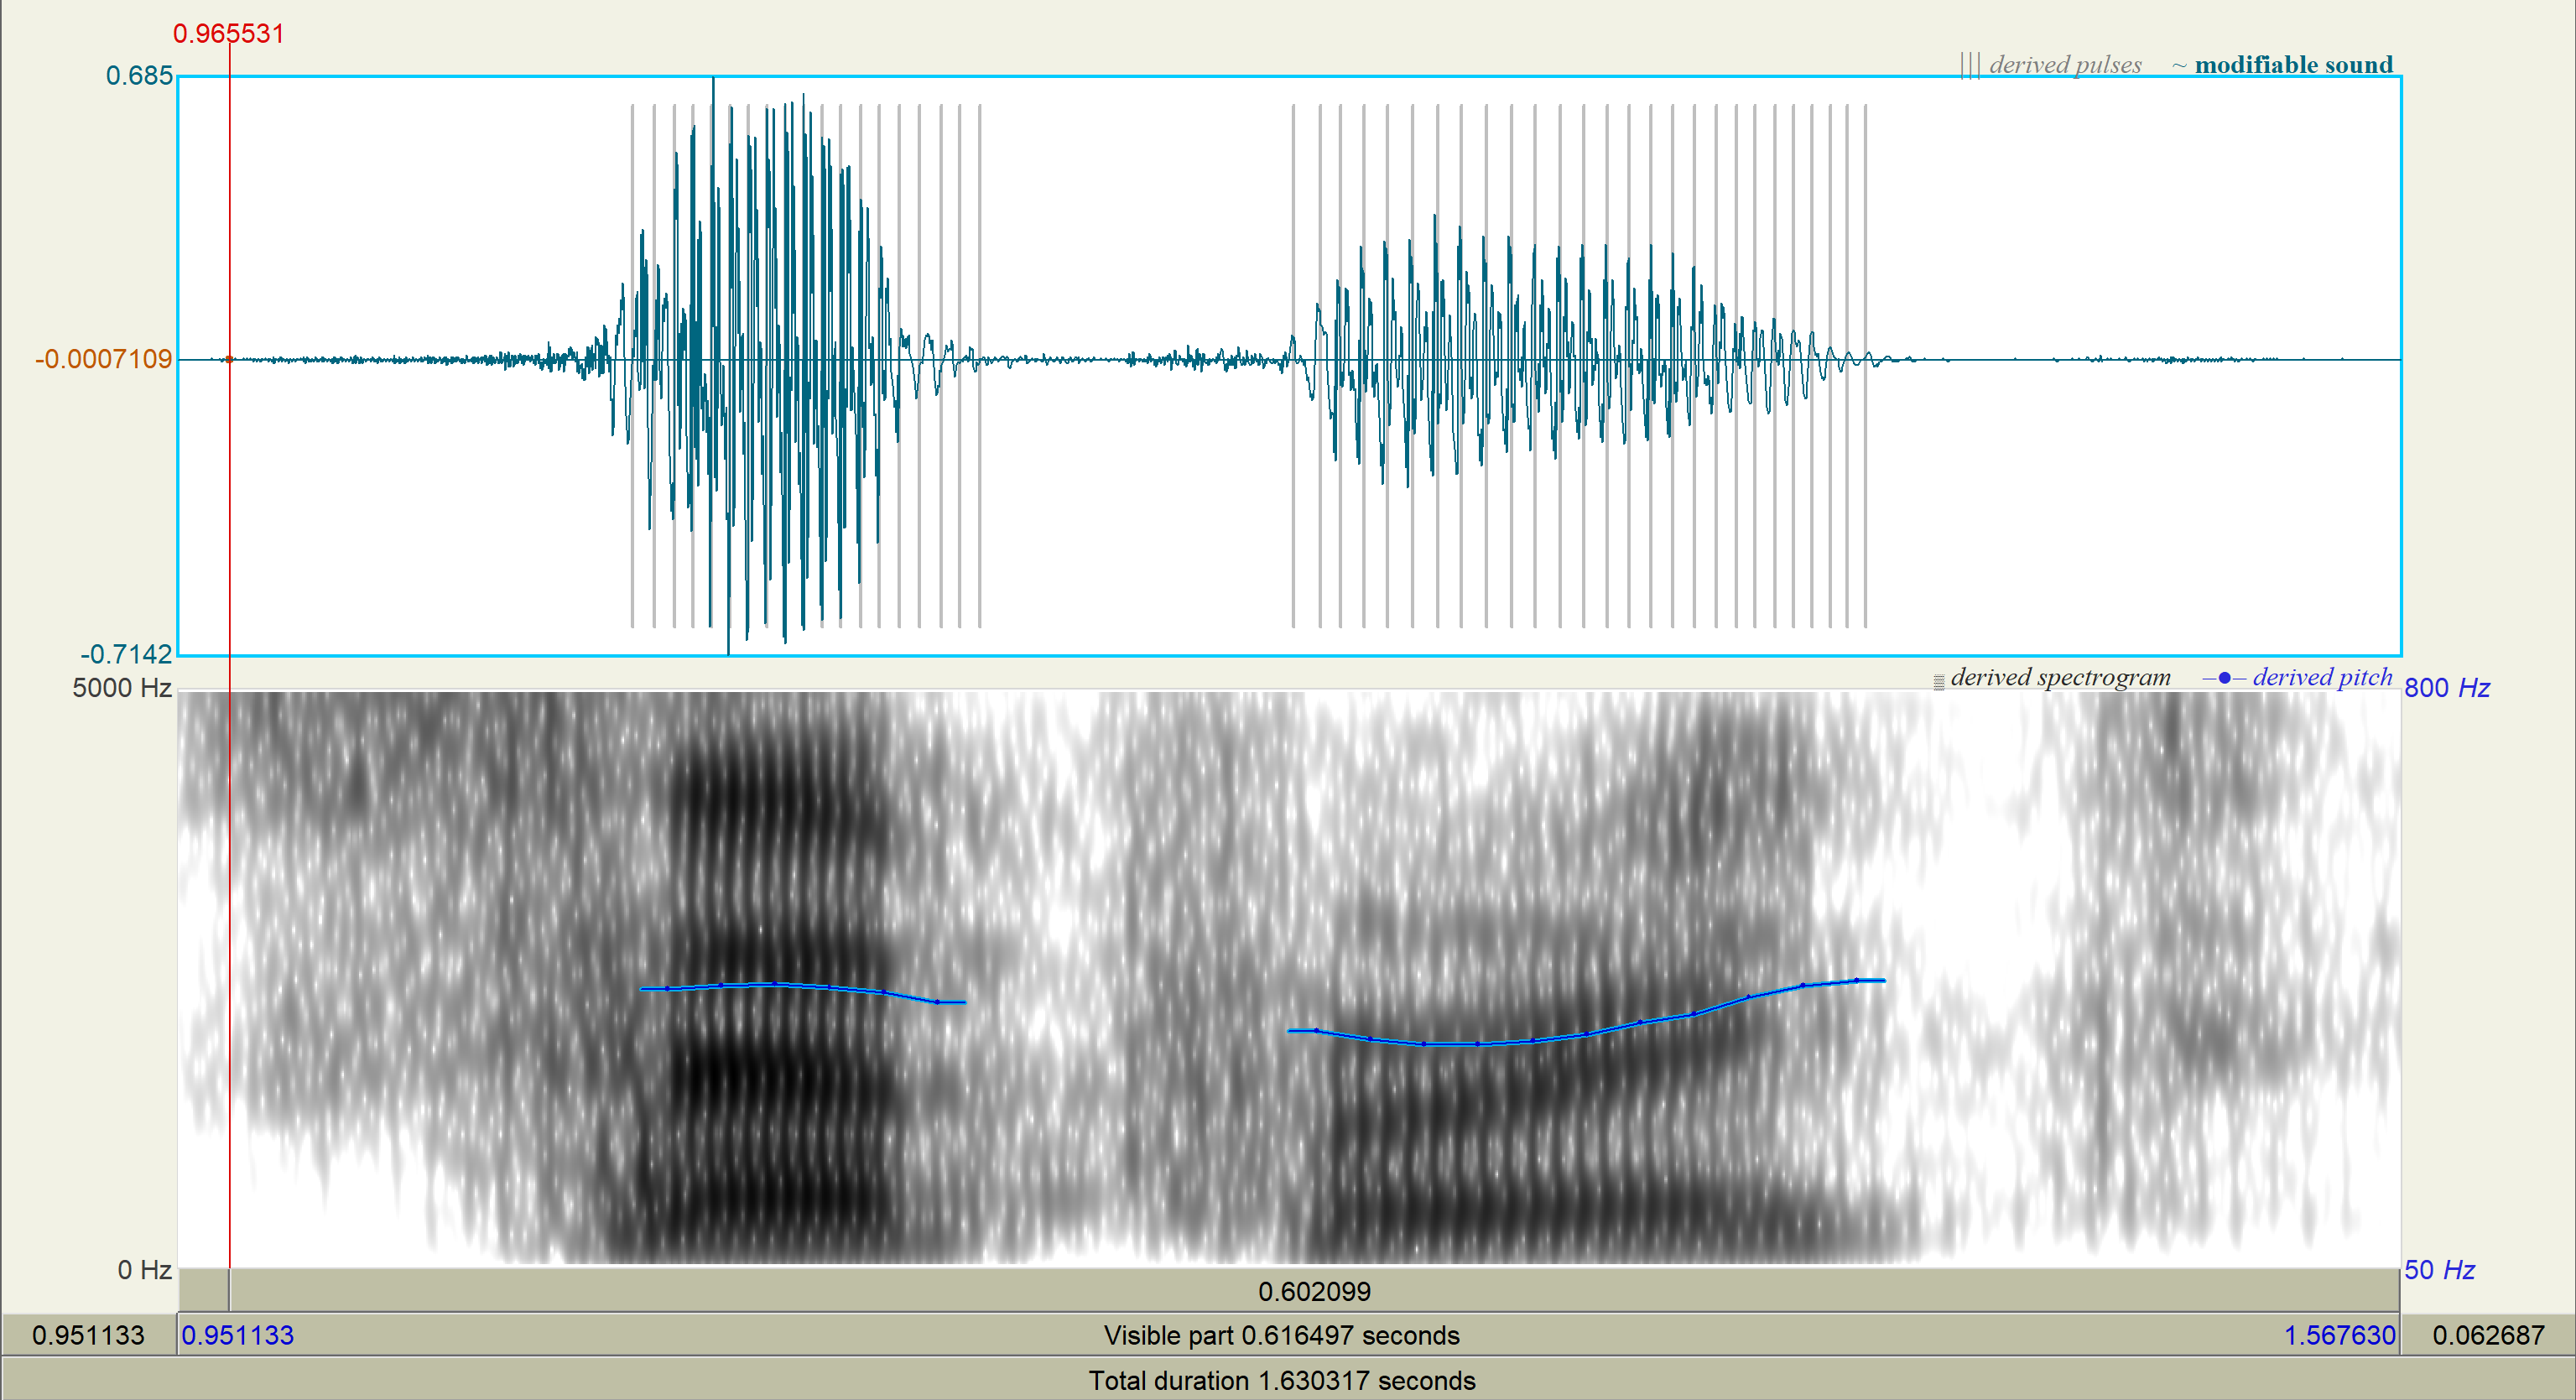 0.965531
0.685
||| derived pulses ~ modifiable sound
-0.0007109
-0.7142
5000 Hz
derived spectrogram –●– derived pitch
800 Hz
0 Hz
50 Hz
0.602099
0.951133
0.951133
Visible part 0.616497 seconds
1.567630
0.062687
Total duration 1.630317 seconds